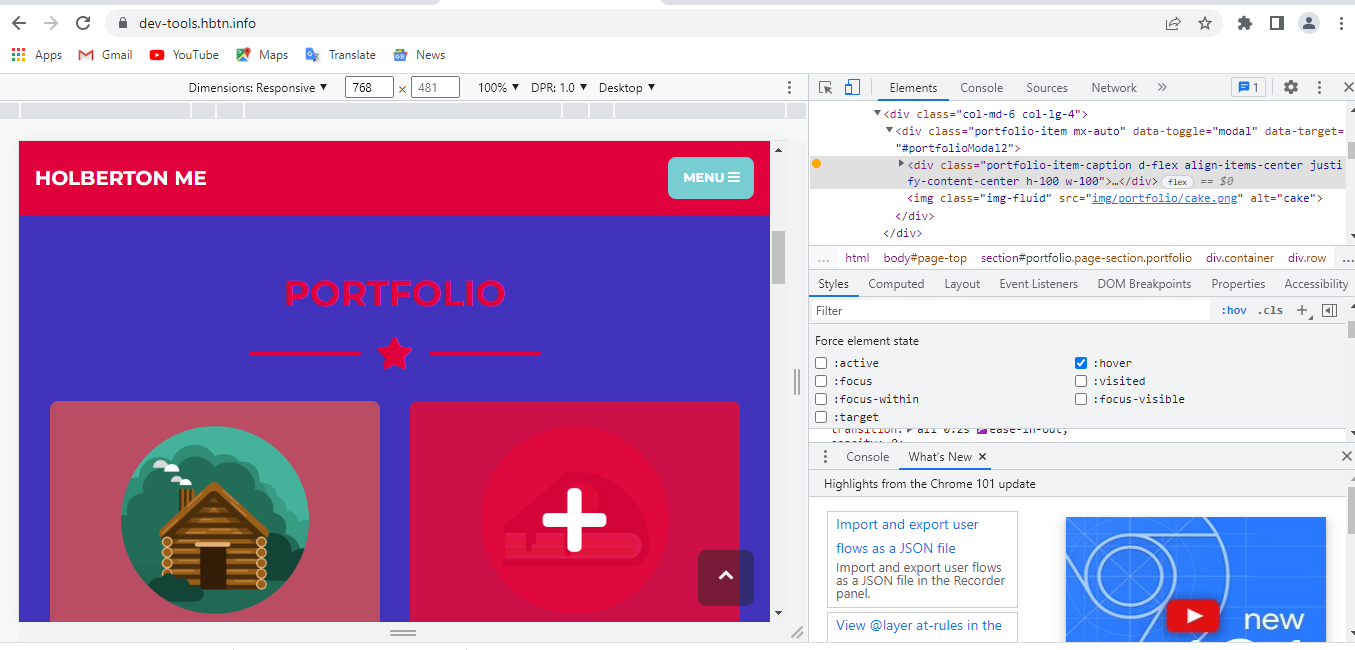 dev-tools.hbtn.info
Apps Gmail YouTube Maps Translate News
Dimensions: Responsive ▼ 768 × 481 100% ▼ DPR: 1.0 ▼ Desktop ▼
HOLBERTON ME
MENU
PORTFOLIO
Elements Console Sources Network » 1
▼<div class="col-md-6 col-lg-4">
▼<div class="portfolio-item mx-auto" data-toggle="modal" data-target=
"#portfolioModal2">
▶<div class="portfolio-item-caption d-flex align-items-center justi
fy-content-center h-100 w-100">…</div> flex == $0
<img class="img-fluid" src="img/portfolio/cake.png" alt="cake">
</div>
</div>
... html body#page-top section#portfolio.page-section.portfolio div.container div.row ...
Styles Computed Layout Event Listeners DOM Breakpoints Properties Accessibility
Filter :hov .cls +
Force element state
:active :hover
:focus :visited
:focus-within :focus-visible
:target
transition: ▶ all 0.2s ease-in-out;
opacity: 0;
Console What's New ×
Highlights from the Chrome 101 update
Import and export user
flows as a JSON file
Import and export user flows
as a JSON file in the Recorder
panel.
View @layer at-rules in the
new